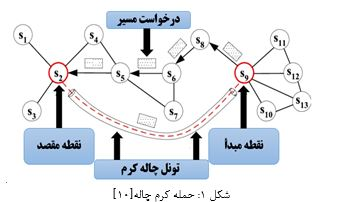 درخواست مسیر
S1
S4
S8
S11
S2
S5
S6
S9
S12
S3
S7
S10
S13
نقطه مقصد
نقطه مبدأ
تونل چاله کرم
شکل ۱: حمله کرم چاله[۱۰]